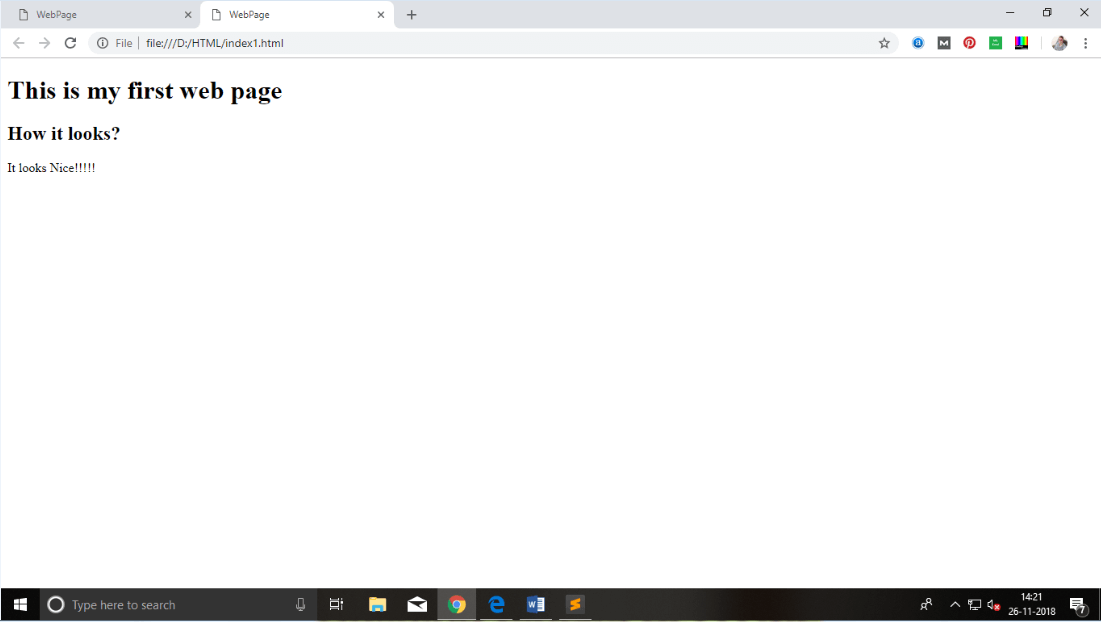 WebPage
WebPage
File
file:///D:/HTML/index1.html
This is my first web page
How it looks?
It looks Nice!!!!!
Type here to search
14:21
26-11-2018
7